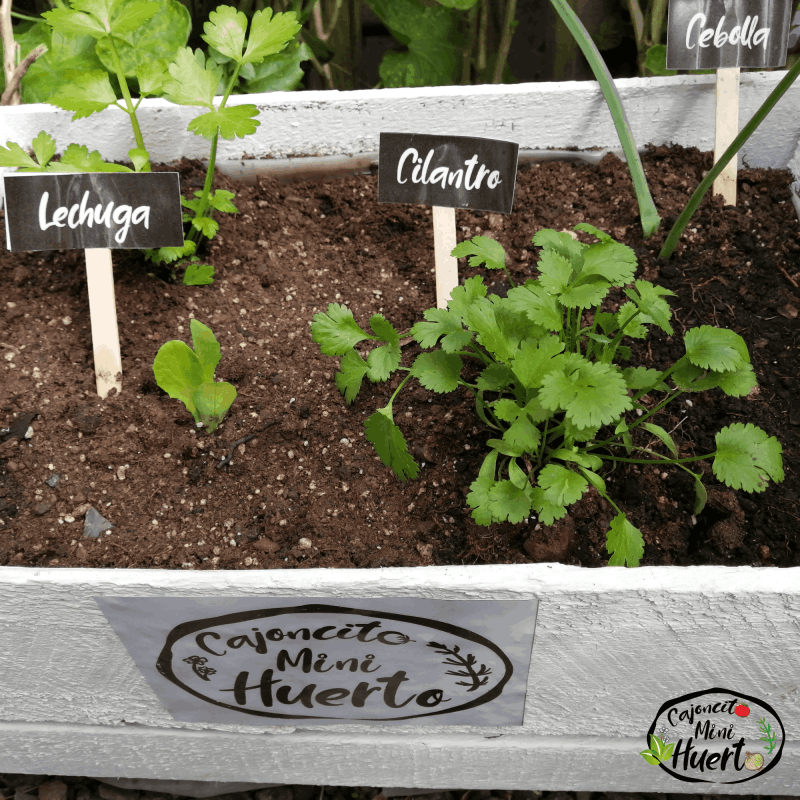 Cebolla
Cilantro
Lechuga
Cajoncito
Mini
Huerto
Cajoncito
Mini
Huerto